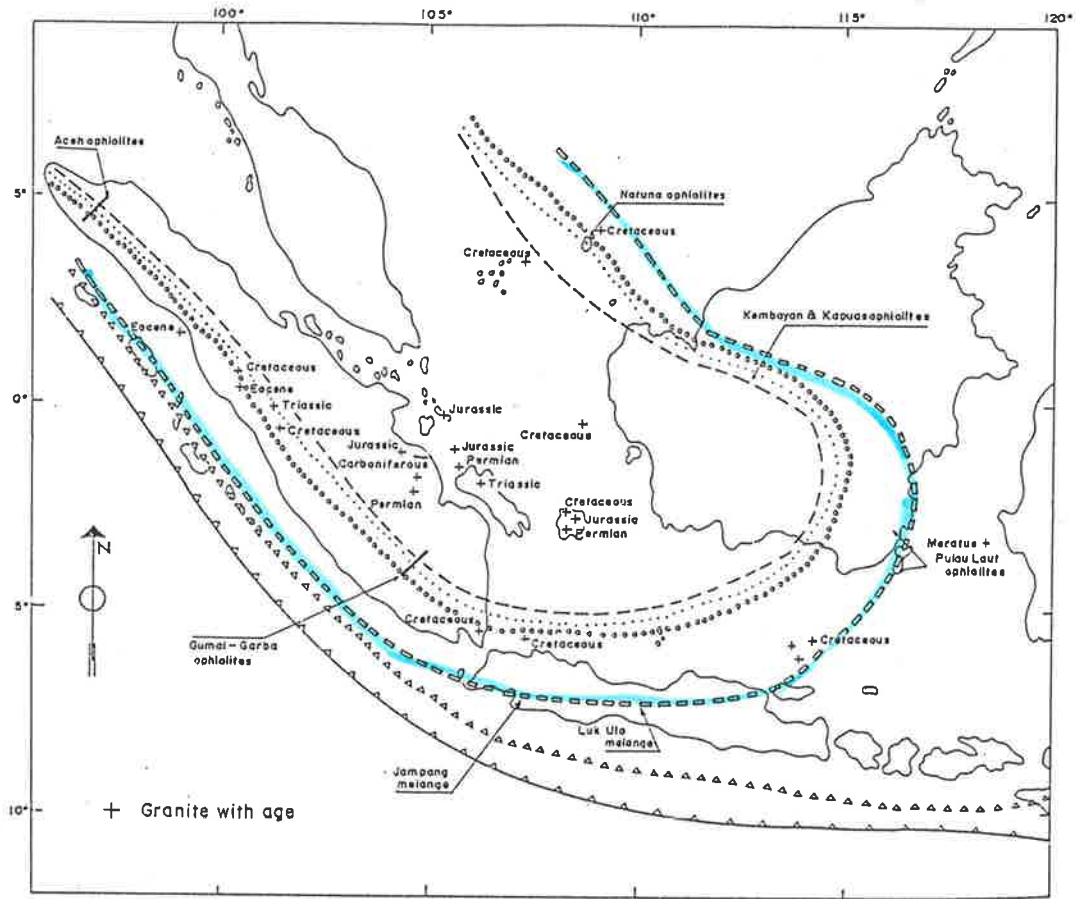 100°
105°
110°
115°
120°
Aceh ophiolites
5°
Natuna ophiolites
Cretaceous
Cretaceous
Kembayan & Kapuas ophiolites
Eocene
Cretaceous
Eocene
0°
Triassic
Jurassic
Cretaceous
Cretaceous
Jurassic
Jurassic
Carboniferous
Permian
Triassic
Permian
Cretaceous
Jurassic
Permian
N
Meratus +
Pulau Laut
ophiolites
5°
Cretaceous
Cretaceous
Cretaceous
Gumai-Garba
ophiolites
Luk Ulo
melange
Jampang
melange
10°
+ Granite with age